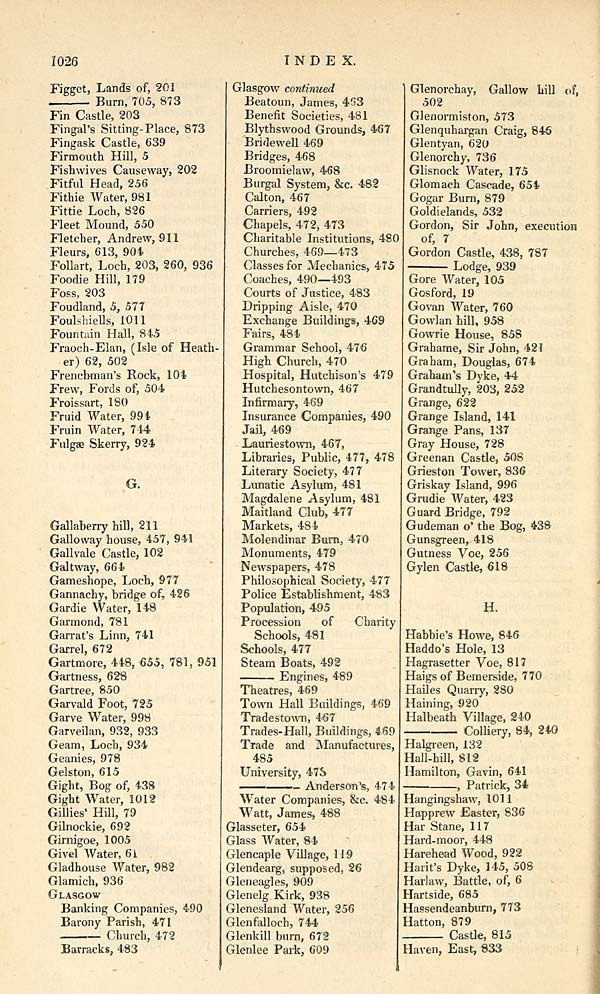 1026
INDEX.
Figget, Lands of, 201
——— Burn, 705, 873
Fin Castle, 203
Fingal's Sitting-Place, 873
Fingask Castle, 639
Firmouth Hill, 5
Fishwives Causeway, 202
Fitful Head, 256
Fithie Water, 981
Fittie Loch, 826
Fleet Mound, 550
Fletcher, Andrew, 911
Fleurs, 613, 904
Follart, Loch, 203, 260, 936
Foodie Hill, 179
Foss, 203
Foudland, 5, 577
Foulshiells, 1011
Fountain Hall, 845
Fraoch-Elan, (Isle of Heath-
er) 62, 502
Frenchman's Rock, 104
Frew, Fords of, 504
Froissart, 180
Fruid Water, 994
Fruin Water, 744
Fulgæ Skerry, 924
G.
Gallaberry hill, 211
Galloway house, 457, 941
Gallvale Castle, 102
Galtway, 664
Gameshope, Loch, 977
Gannachy, bridge of, 426
Gardie Water, 148
Garmond, 781
Garrat's Linn, 741
Garrel, 672
Gartmore, 448, 655, 781, 951
Gartness, 628
Gartree, 850
Garvald Foot, 725
Garve Water, 998
Garveilan, 932, 933
Geam, Loch, 934
Geanies, 978
Gelston, 615
Gight, Bog of, 438
Gight Water, 1012
Gillies' Hill, 79
Gilnockie, 692
Girnigoe, 1005
Givel Water, 61
Gladhouse Water, 982
Glamich, 936
GLASGOW
Banking Companies, 490
Barony Parish, 471
——— Church, 472
Barracks, 483
Glasgow continued
Beatoun, James, 463
Benefit Societies, 481
Blythswood Grounds, 467
Bridewell 469
Bridges, 468
Broomielaw, 468
Burgal System, &c. 482
Calton, 467
Carriers, 492
Chapels, 472, 473
Charitable Institutions, 480
Churches, 469—473
Classes for Mechanics, 475
Coaches, 490—493
Courts of Justice, 483
Dripping Aisle, 470
Exchange Buildings, 469
Fairs, 484
Grammar School, 476
High Church, 470
Hospital, Hutchison's 479
Hutchesontown, 467
Infirmary, 469
Insurance Companies, 490
Jail, 469
Lauriestown, 467,
Libraries, Public, 477, 478
Literary Society, 477
Lunatic Asylum, 481
Magdalene Asylum, 481
Maitland Club, 477
Markets, 484
Molendinar Burn, 470
Monuments, 479
Newspapers, 478
Philosophical Society, 477
Police Establishment, 483
Population, 495
Procession of Charity
Schools, 481
Schools, 477
Steam Boats, 492
——— Engines, 489
Theatres, 469
Town Hall Buildings, 469
Tradestown, 467
Trades-Hall, Buildings, 469
Trade and Manufactures,
485
University, 475
——— Anderson's, 474
Water Companies, &c. 484
Watt, James, 488
Glasseter, 654
Glass Water, 84
Glencaple Village, 119
Glendearg, supposed, 26
Gleneagles, 909
Glenelg Kirk, 938
Glenesland Water, 256
Glenfalloch, 744
Glenkill burn, 672
Glenlee Park, 609
Glenorchay, Gallow hill of,
502
Glenormiston, 573
Glenquhargan Craig, 845
Glentyan, 620
Glenorchy, 736
Glisnock Water, 175
Glomach Cascade, 654
Gogar Burn, 879
Goldielands, 532
Gordon, Sir John, execution
of, 7
Gordon Castle, 438, 787
——— Lodge, 939
Gore Water, 105
Gosford, 19
Govan Water, 760
Gowlan hill, 958
Gowrie House, 858
Grahame, Sir John, 421
Graham, Douglas, 674
Graham's Dyke, 44
Grandtully, 203, 252
Grange, 622
Grange Island, 141
Grange Pans, 137
Gray House, 728
Greenan Castle, 508
Grieston Tower, 836
Griskay Island, 996
Grudie Water, 423
Guard Bridge, 792
Gudeman o' the Bog, 438
Gunsgreen, 418
Gutness Voe, 256
Gylen Castle, 618
H.
Habbie's Howe, 846
Haddo's Hole, 13
Hagrasetter Voe, 817
Haigs of Bemerside, 770
Hailes Quarry, 280
Haining, 920
Halbeath Village, 240
——— Colliery, 84, 240
Halgreen, 132
Hall-hill, 812
Hamilton, Gavin, 641
———, Patrick, 34
Hangingshaw, 1011
Happrew Easter, 836
Har Stane, 117
Hard-moor, 448
Harehead Wood, 922
Harit's Dyke, 145, 508
Harlaw, Battle, of, 6
Hartside, 685
Hassendeanburn, 773
Hatton, 879
——— Castle, 815
Haven, East, 833